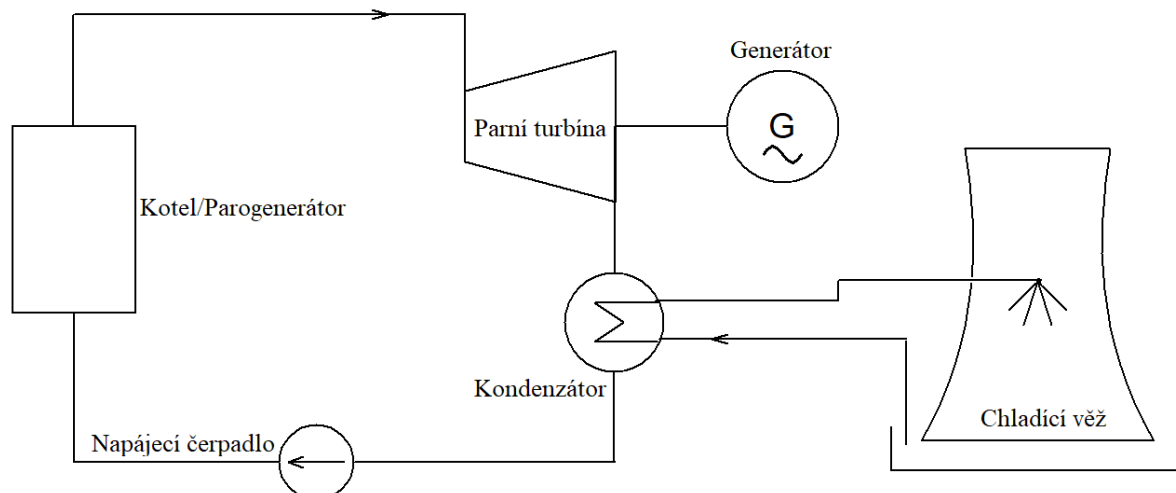 Generátor
G
Parní turbína
Kotel/Parogenerátor
Kondenzátor
Chladící věž
Napájecí čerpadlo